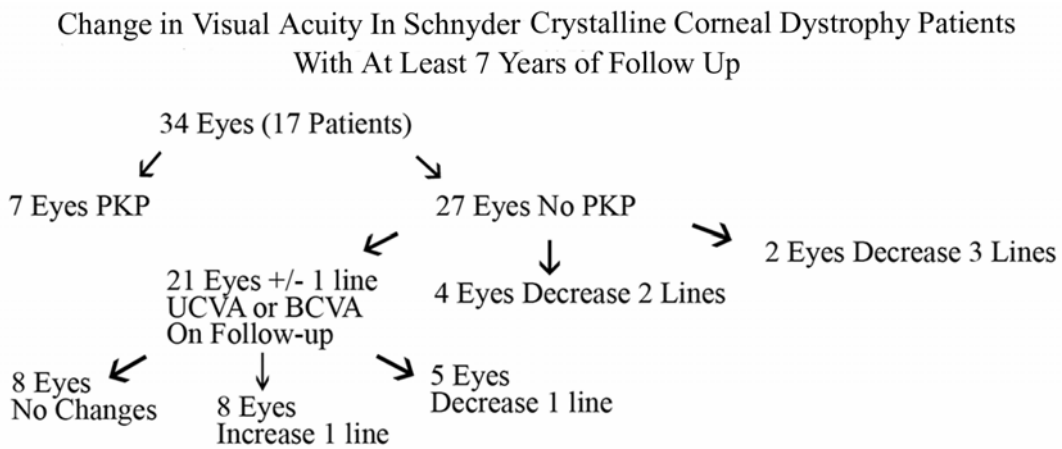 Change in Visual Acuity In Schnyder Crystalline Corneal Dystrophy Patients
With At Least 7 Years of Follow Up
34 Eyes (17 Patients)
7 Eyes PKP
27 Eyes No PKP
2 Eyes Decrease 3 Lines
21 Eyes +/- 1 line
UCVA or BCVA
On Follow-up
4 Eyes Decrease 2 Lines
8 Eyes
No Changes
8 Eyes
Increase 1 line
5 Eyes
Decrease 1 line